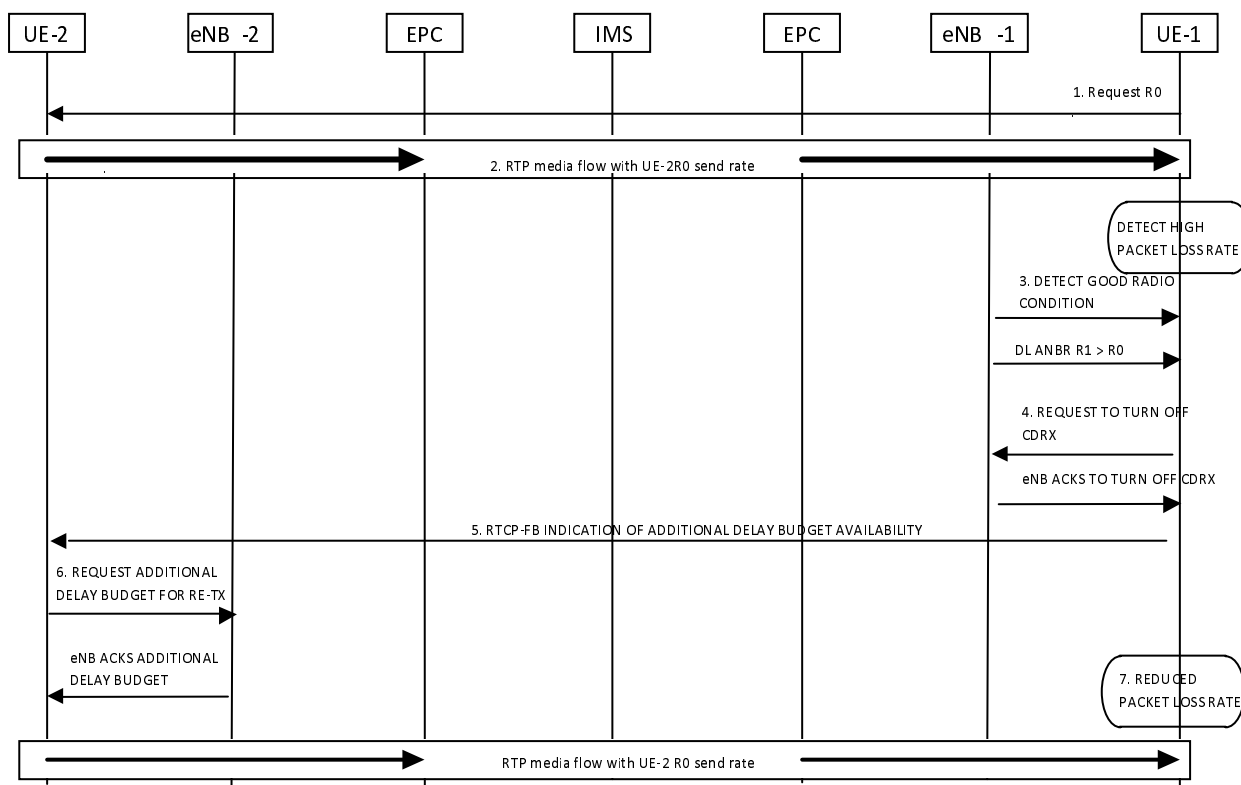 UE-2
eNB -2
EPC
IMS
EPC
eNB -1
UE-1
1. Request R0
2. RTP media flow with UE-2R0 send rate
DETECT HIGH
PACKET LOSS RATE
3. DETECT GOOD RADIO
CONDITION
DL ANBR R1 > R0
4. REQUEST TO TURN OFF
CDRX
eNB ACKS TO TURN OFF CDRX
5. RTCP-FB INDICATION OF ADDITIONAL DELAY BUDGET AVAILABILITY
6. REQUEST ADDITIONAL
DELAY BUDGET FOR RE-TX
eNB ACKS ADDITIONAL
DELAY BUDGET
7. REDUCED
PACKET LOSS RATE
RTP media flow with UE-2 R0 send rate